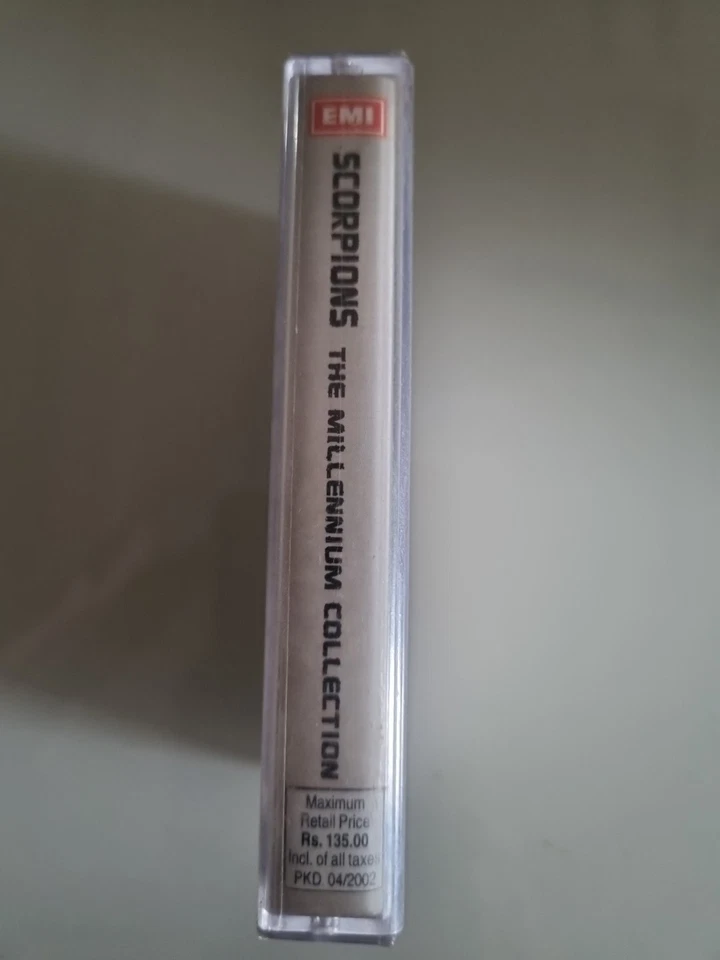 EMI
SCORPIONS THE MILLENNIUM COLLECTION
Maximum
Retail Price
Rs. 135.00
Incl. of all taxes
PKD 04/2002